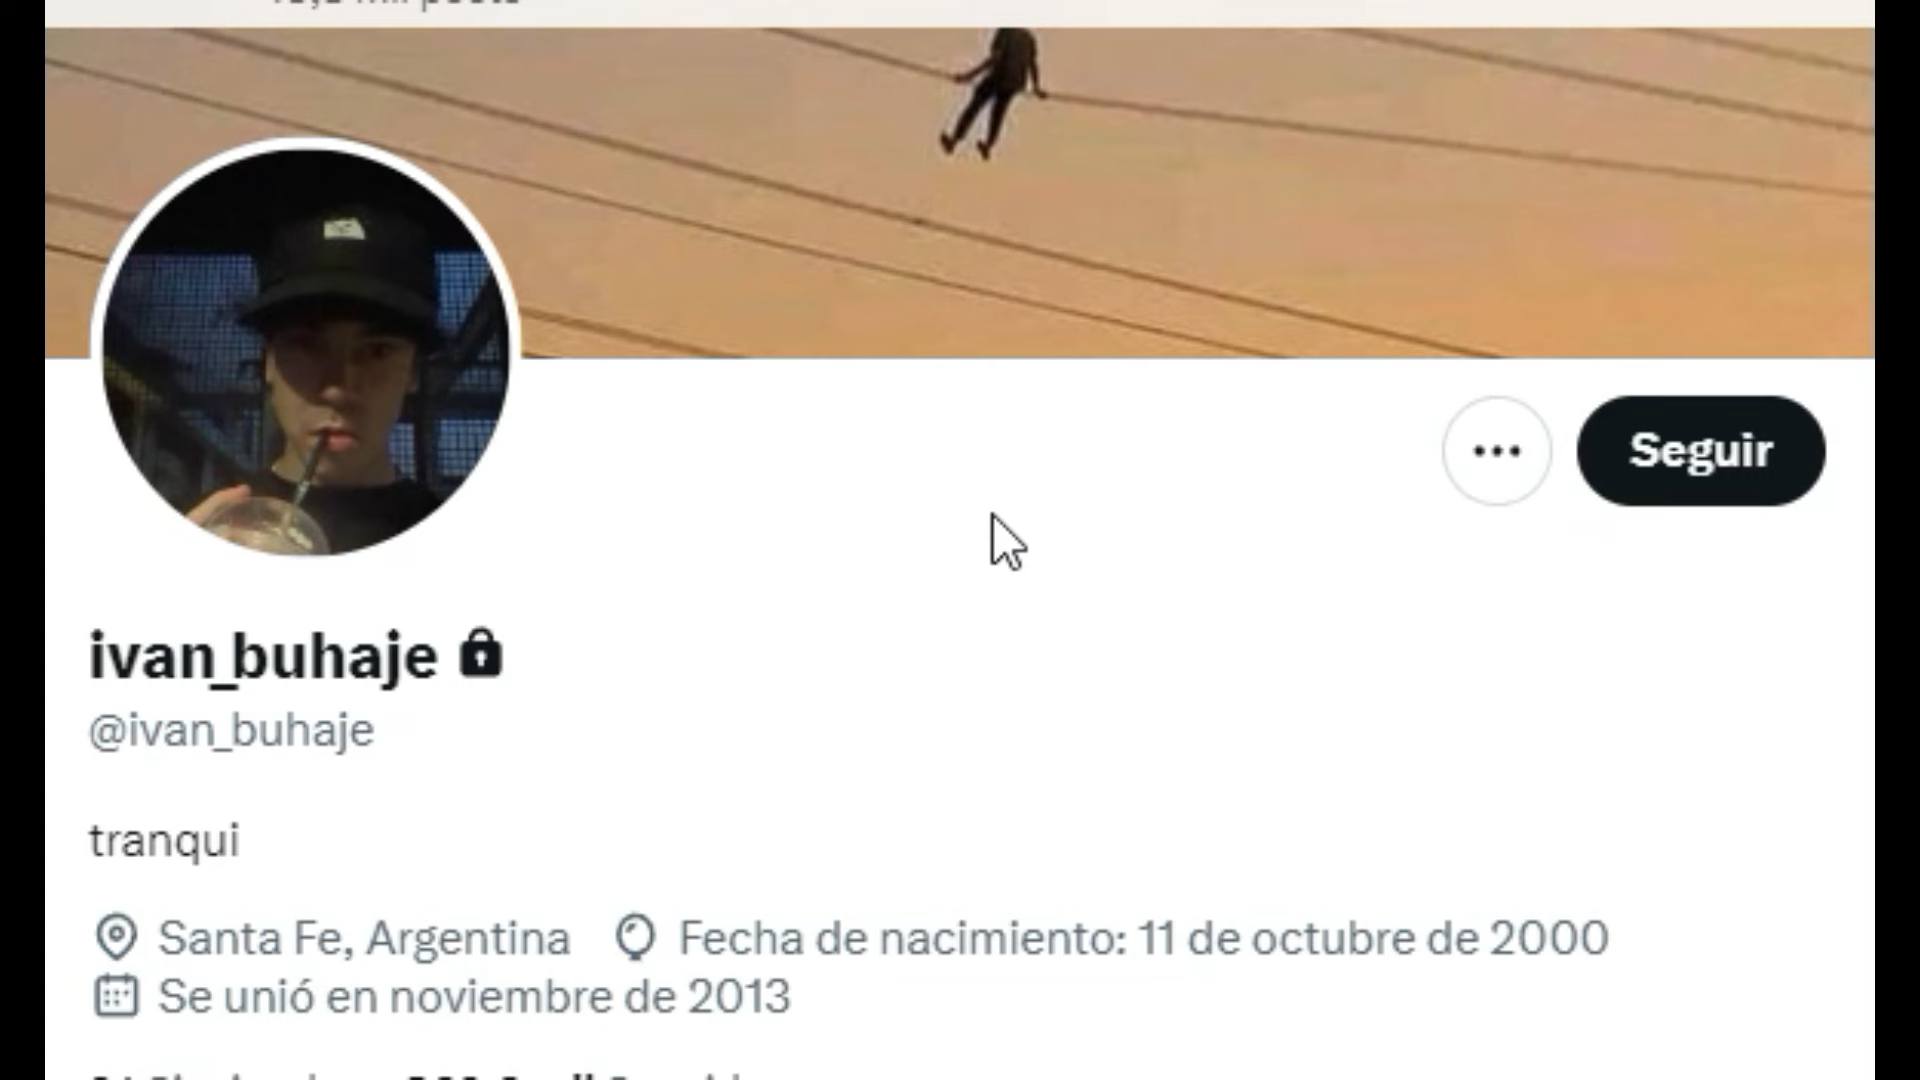 Seguir
ivan_buhaje
@ivan_buhaje
tranqui
Santa Fe, Argentina Fecha de nacimiento: 11 de octubre de 2000
Se unió en noviembre de 2013